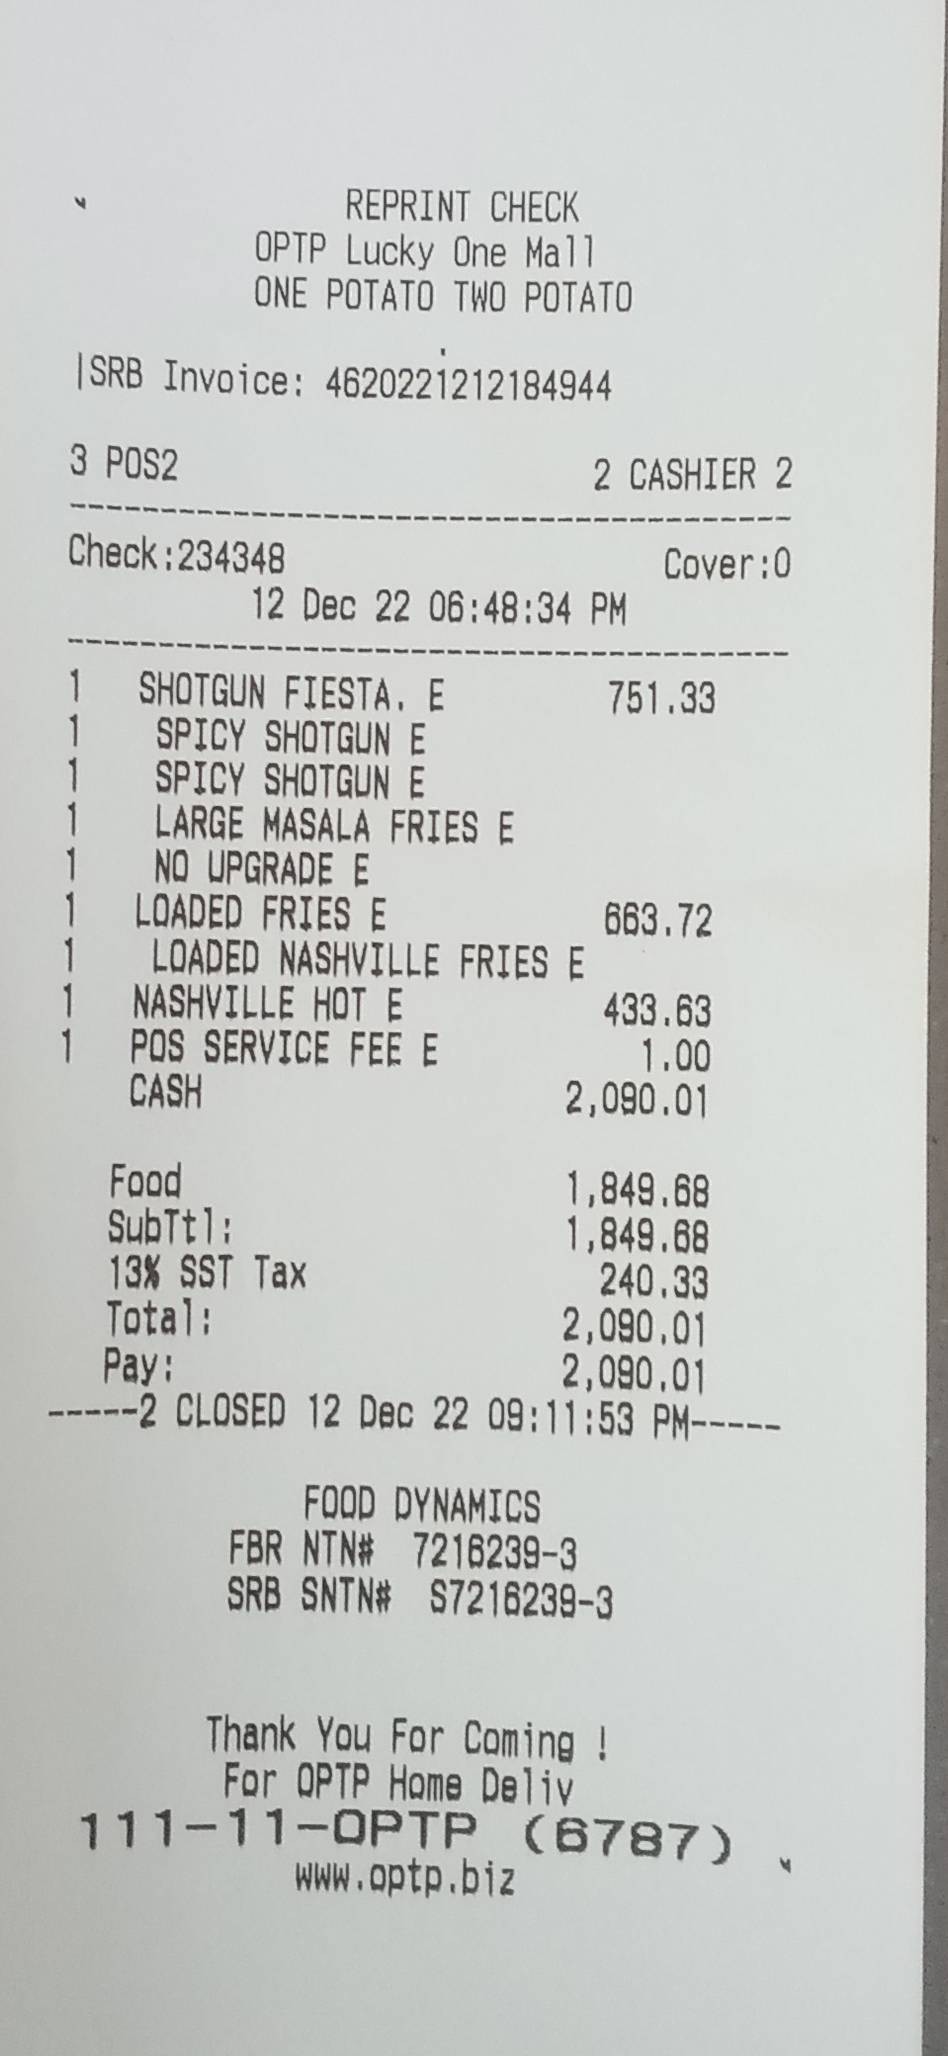 REPRINT CHECK
OPTP Lucky One Mall
ONE POTATO TWO POTATO
|SRB Invoice: 4620221212184944
3 POS2 2 CASHIER 2
--------------------------------------
Check:234348 Cover:0
12 Dec 22 06:48:34 PM
--------------------------------------
1 SHOTGUN FIESTA. E 751.33
1 SPICY SHOTGUN E
1 SPICY SHOTGUN E
1 LARGE MASALA FRIES E
1 NO UPGRADE E
1 LOADED FRIES E 663.72
1 LOADED NASHVILLE FRIES E
1 NASHVILLE HOT E 433.63
1 POS SERVICE FEE E 1.00
CASH 2,090.01
Food 1,849.68
SubTtl: 1,849.68
13% SST Tax 240.33
Total: 2,090.01
Pay: 2,090.01
-----2 CLOSED 12 Dec 22 09:11:53 PM-----
FOOD DYNAMICS
FBR NTN# 7216239-3
SRB SNTN# S7216239-3
Thank You For Coming !
For OPTP Home Deliv
111-11-OPTP (6787)
www.optp.biz